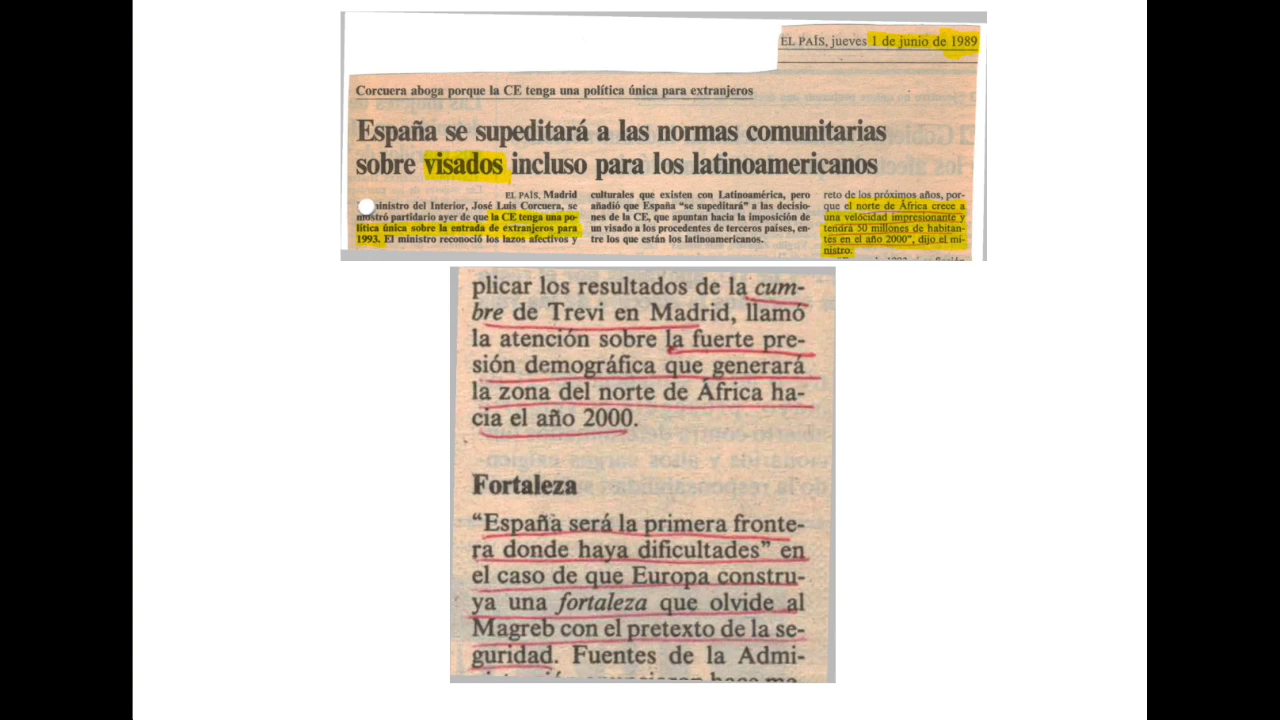 EL PAÍS, jueves 1 de junio de 1989
Corcuera aboga porque la CE tenga una política única para extranjeros
España se supeditará a las normas comunitarias
sobre visados incluso para los latinoamericanos
EL PAÍS, Madrid
ministro del Interior, José Luis Corcuera, se
mostró partidario ayer de que la CE tenga una po-
lítica única sobre la entrada de extranjeros para
1993. El ministro reconoció los lazos afectivos y
culturales que existen con Latinoamérica, pero
añadió que España “se supeditará” a las decisio-
nes de la CE, que apuntan hacia la imposición de
un visado a los procedentes de terceros países, en-
tre los que están los latinoamericanos.
reto de los próximos años, por-
que el norte de África crece a
una velocidad impresionante y
tendrá 50 millones de habitan-
tes en el año 2000”, dijo el mi-
nistro.
plicar los resultados de la cum-
bre de Trevi en Madrid, llamó
la atención sobre la fuerte pre-
sión demográfica que generará
la zona del norte de África ha-
cia el año 2000.
Fortaleza
“España será la primera fronte-
ra donde haya dificultades” en
el caso de que Europa constru-
ya una fortaleza que olvide al
Magreb con el pretexto de la se-
guridad. Fuentes de la Admi-